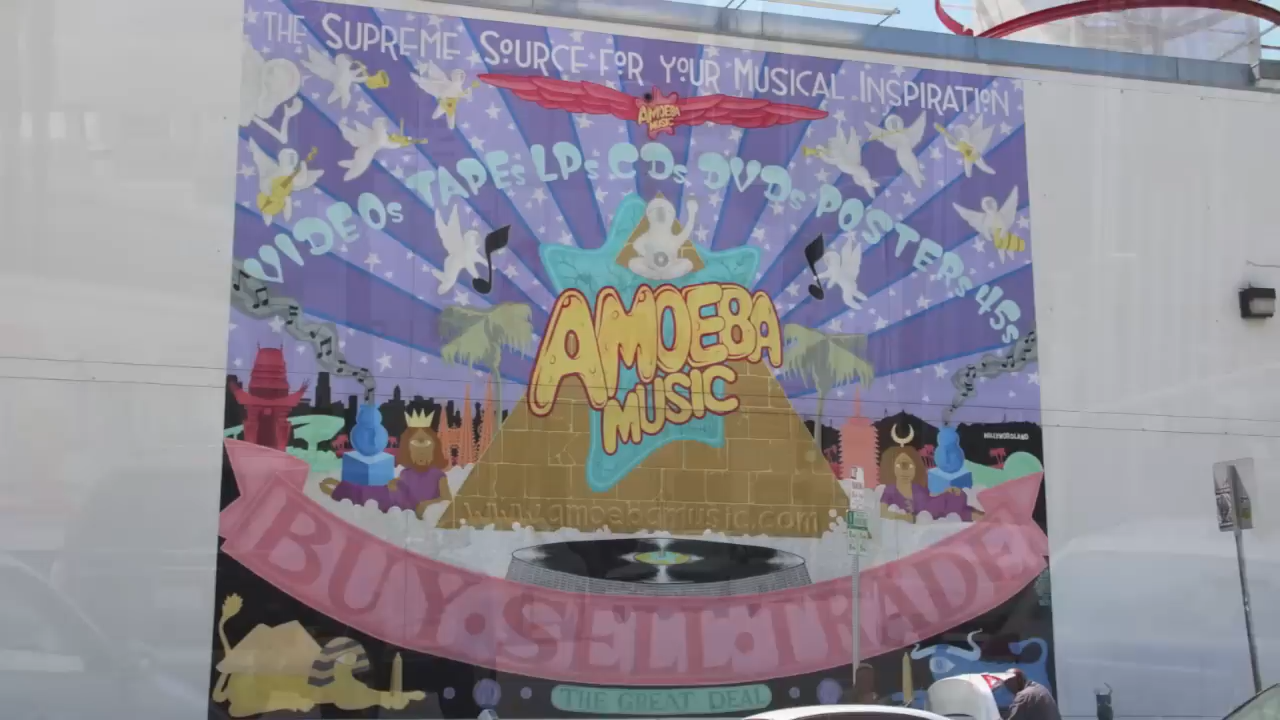 THE SUPREME SOURCE FOR YOUR MUSICAL INSPIRATION
AMOEBA
MUSIC
VIDEOS TAPES LPS CDS DVDS POSTERS 45S
AMOEBA
MUSIC
HOLLYWOODLAND
www.amoebamusic.com
BUY·SELL·TRADE
THE GREAT DEAL